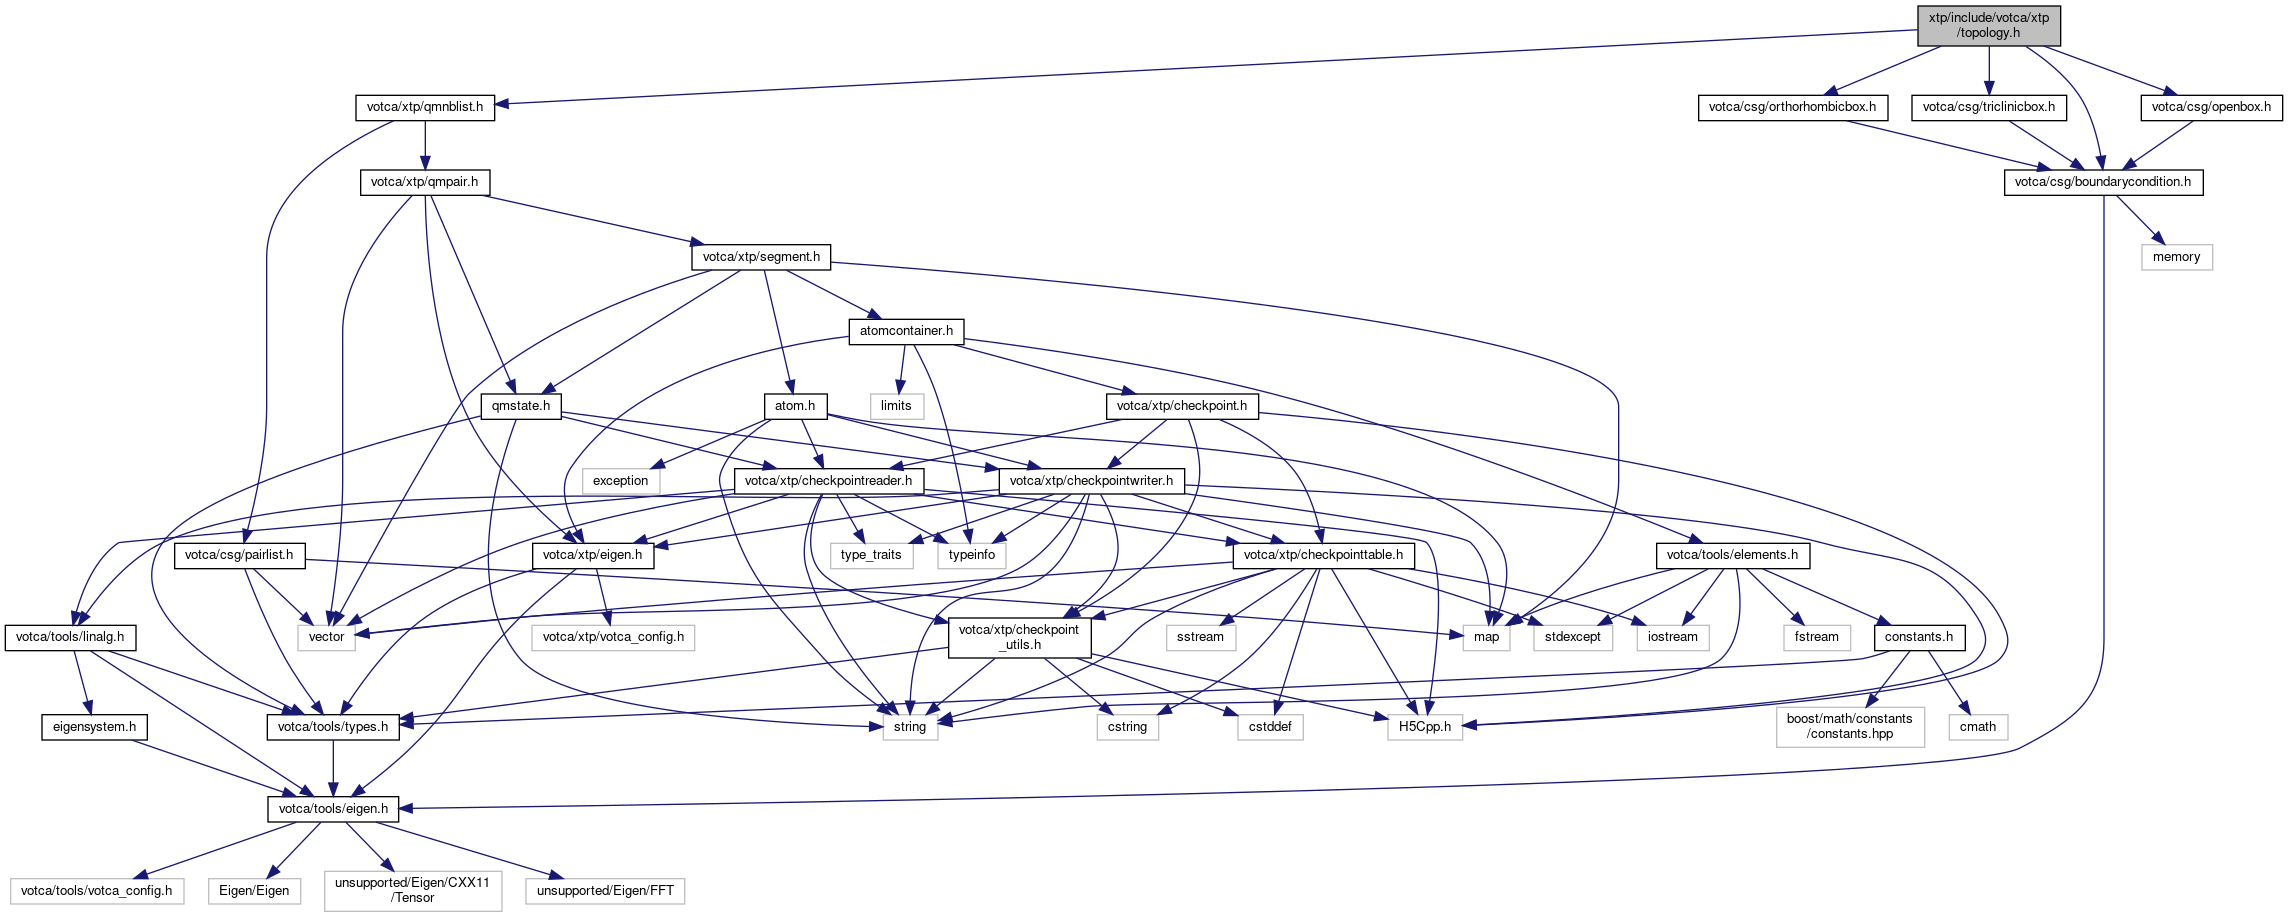 xtp/include/votca/xtp
/topology.h
votca/xtp/qmnblist.h
votca/csg/orthorhombicbox.h
votca/csg/triclinicbox.h
votca/csg/openbox.h
votca/xtp/qmpair.h
votca/csg/boundarycondition.h
votca/xtp/segment.h
memory
atomcontainer.h
qmstate.h
atom.h
limits
votca/xtp/checkpoint.h
exception
votca/xtp/checkpointreader.h
votca/xtp/checkpointwriter.h
votca/csg/pairlist.h
votca/xtp/eigen.h
type_traits
typeinfo
votca/xtp/checkpointtable.h
votca/tools/elements.h
votca/tools/linalg.h
vector
votca/xtp/votca_config.h
votca/xtp/checkpoint
_utils.h
sstream
map
stdexcept
iostream
fstream
constants.h
eigensystem.h
votca/tools/types.h
string
cstring
cstddef
H5Cpp.h
boost/math/constants
/constants.hpp
cmath
votca/tools/eigen.h
votca/tools/votca_config.h
Eigen/Eigen
unsupported/Eigen/CXX11
/Tensor
unsupported/Eigen/FFT